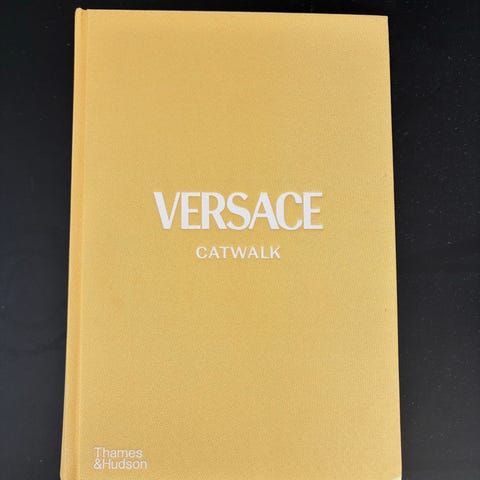 VERSACE
CATWALK
Thames
&Hudson